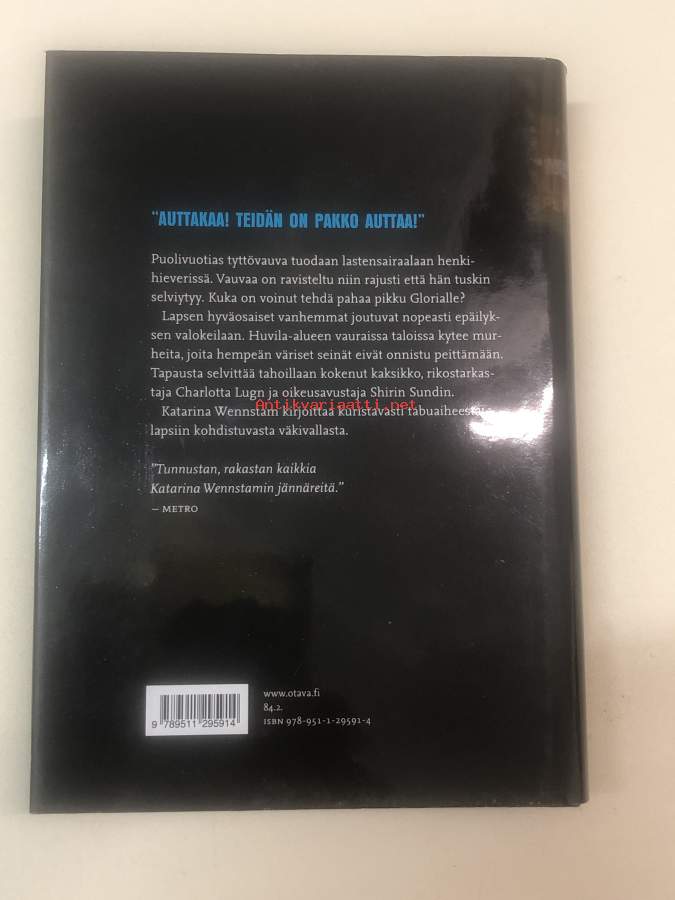 "AUTTAKAA! TEIDÄN ON PAKKO AUTTAA!"
Puolivuotias tyttövauva tuodaan lastensairaalaan henki-
hieverissä. Vauvaa on ravisteltu niin rajusti että hän tuskin
selviytyy. Kuka on voinut tehdä pahaa pikku Glorialle?
Lapsen hyväosaiset vanhemmat joutuvat nopeasti epäilyk-
sen valokeilaan. Huvila-alueen vauraissa taloissa kytee mur-
heita, joita hempeän väriset seinät eivät onnistu peittämään.
Tapausta selvittää tahoillaan kokenut kaksikko, rikostarkas-
taja Charlotta Lugn ja oikeusavustaja Shirin Sundin.
Antikvariaatti.net
Katarina Wennstam kirjoittaa kuristavasti tabuaiheesta –
lapsiin kohdistuvasta väkivallasta.
"Tunnustan, rakastan kaikkia
Katarina Wennstamin jännäreitä."
– METRO
www.otava.fi
84.2.
ISBN 978-951-1-29591-4
9 789511 295914